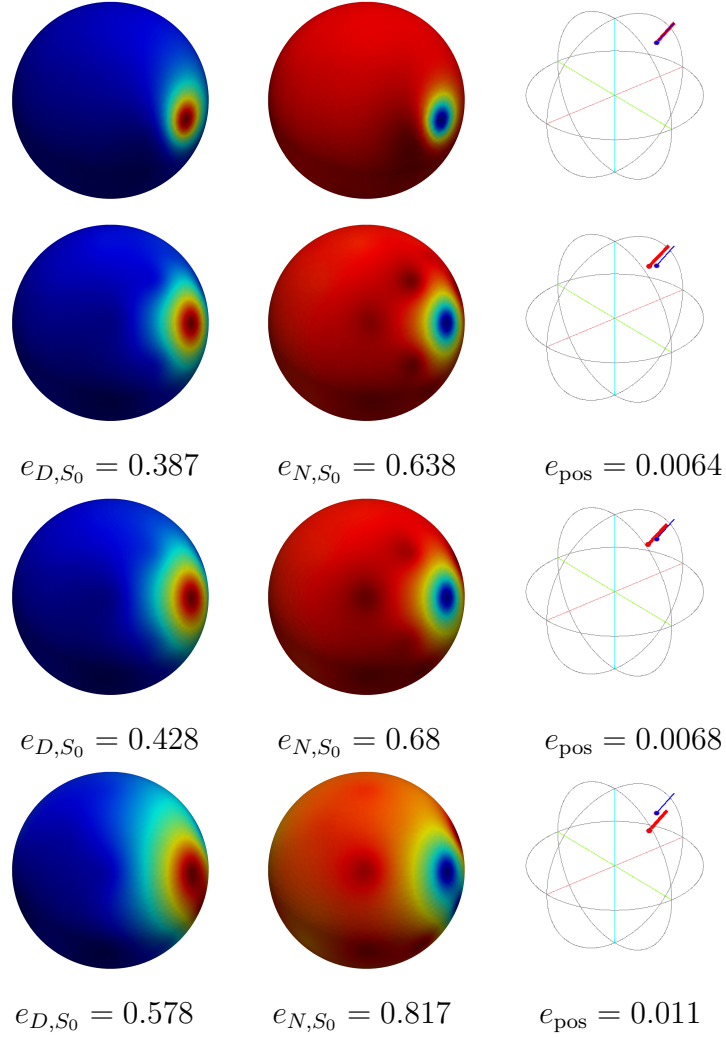 e_{D,S_0} = 0.387 e_{N,S_0} = 0.638 e_{pos} = 0.0064
e_{D,S_0} = 0.428 e_{N,S_0} = 0.68 e_{pos} = 0.0068
e_{D,S_0} = 0.578 e_{N,S_0} = 0.817 e_{pos} = 0.011